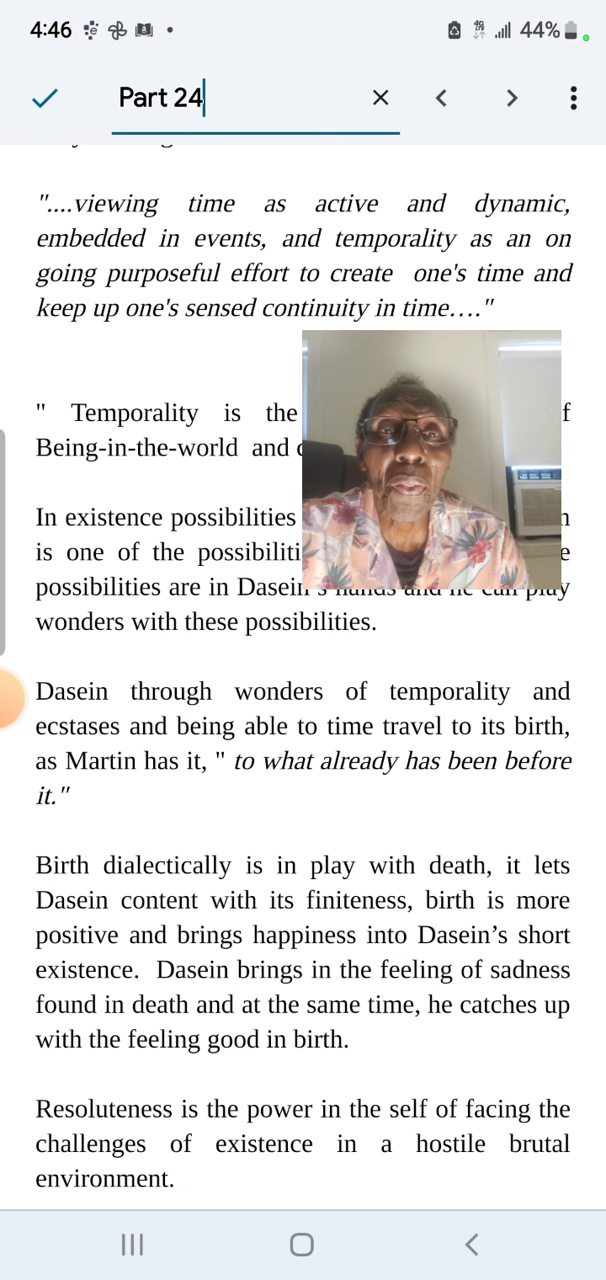 4:46
44%
Part 24
"....viewing time as active and dynamic,
embedded in events, and temporality as an on
going purposeful effort to create one's time and
keep up one's sensed continuity in time…."
" Temporality is the f
Being-in-the-world and
In existence possibilities n
is one of the e
possibilities are in Dasein's hands and he can play
wonders with these possibilities.
Dasein through wonders of temporality and
ecstases and being able to time travel to its birth,
as Martin has it, " to what already has been before
it."
Birth dialectically is in play with death, it lets
Dasein content with its finiteness, birth is more
positive and brings happiness into Dasein’s short
existence. Dasein brings in the feeling of sadness
found in death and at the same time, he catches up
with the feeling good in birth.
Resoluteness is the power in the self of facing the
challenges of existence in a hostile brutal
environment.